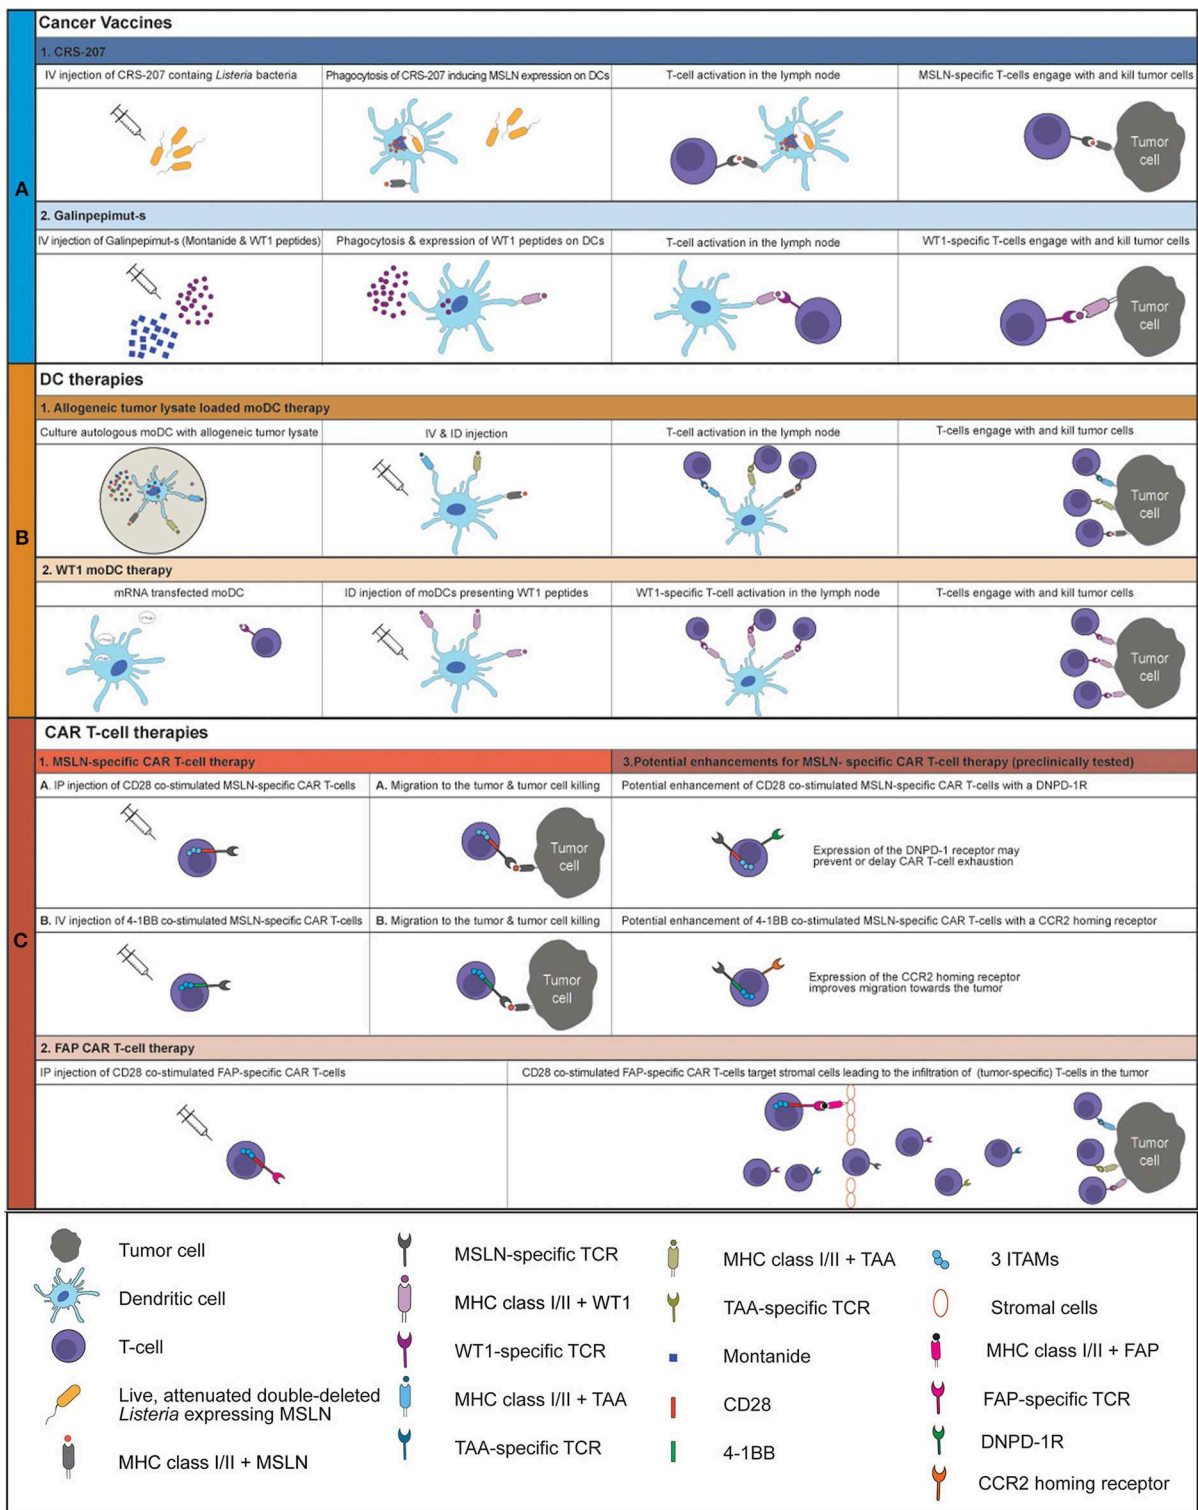 Cancer Vaccines
1. CRS-207
IV injection of CRS-207 containg Listeria bacteria
Phagocytosis of CRS-207 inducing MSLN expression on DCs
T-cell activation in the lymph node
MSLN-specific T-cells engage with and kill tumor cells
Tumor
cell
A
2. Galinpepimut-s
IV injection of Galinpepimut-s (Montanide & WT1 peptides)
Phagocytosis & expression of WT1 peptides on DCs
T-cell activation in the lymph node
WT1-specific T-cells engage with and kill tumor cells
Tumor
cell
DC therapies
1. Allogeneic tumor lysate loaded moDC therapy
Culture autologous moDC with allogeneic tumor lysate
IV & ID injection
T-cell activation in the lymph node
T-cells engage with and kill tumor cells
Tumor
cell
B
2. WT1 moDC therapy
mRNA transfected moDC
ID injection of moDCs presenting WT1 peptides
WT1-specific T-cell activation in the lymph node
T-cells engage with and kill tumor cells
Tumor
cell
CAR T-cell therapies
1. MSLN-specific CAR T-cell therapy
3.Potential enhancements for MSLN- specific CAR T-cell therapy (preclinically tested)
A. IP injection of CD28 co-stimulated MSLN-specific CAR T-cells
A. Migration to the tumor & tumor cell killing
Potential enhancement of CD28 co-stimulated MSLN-specific CAR T-cells with a DNPD-1R
Tumor
cell
Expression of the DNPD-1 receptor may
prevent or delay CAR T-cell exhaustion
C
B. IV injection of 4-1BB co-stimulated MSLN-specific CAR T-cells
B. Migration to the tumor & tumor cell killing
Potential enhancement of 4-1BB co-stimulated MSLN-specific CAR T-cells with a CCR2 homing receptor
Tumor
cell
Expression of the CCR2 homing receptor
improves migration towards the tumor
2. FAP CAR T-cell therapy
IP injection of CD28 co-stimulated FAP-specific CAR T-cells
CD28 co-stimulated FAP-specific CAR T-cells target stromal cells leading to the infiltration of (tumor-specific) T-cells in the tumor
Tumor
cell
Tumor cell
Dendritic cell
T-cell
Live, attenuated double-deleted
Listeria expressing MSLN
MHC class I/II + MSLN
MSLN-specific TCR
MHC class I/II + WT1
WT1-specific TCR
MHC class I/II + TAA
TAA-specific TCR
MHC class I/II + TAA
TAA-specific TCR
Montanide
CD28
4-1BB
3 ITAMs
Stromal cells
MHC class I/II + FAP
FAP-specific TCR
DNPD-1R
CCR2 homing receptor